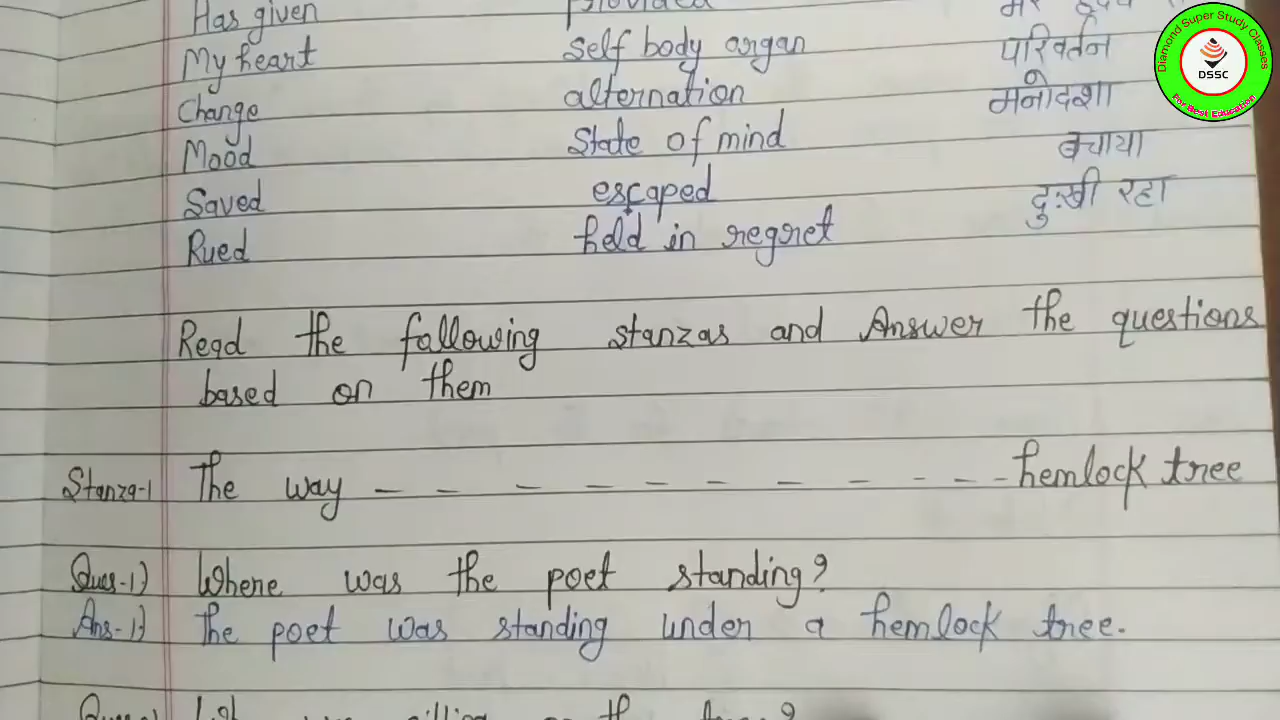 Has given Provided
My heart self body organ परिवर्तन
Change alternation मनोदशा
Mood State of mind बचाया
Saved escaped दुःखी रहा
Rued held in regret
Read the following stanzas and Answer the questions
based on them
Stanza-1 The way - - - - - - - - - - - hemlock tree
Ques-1) Where was the poet standing?
Ans-1) The poet was standing under a hemlock tree.
Diamond Super Study Classes
DSSC
For Best Education